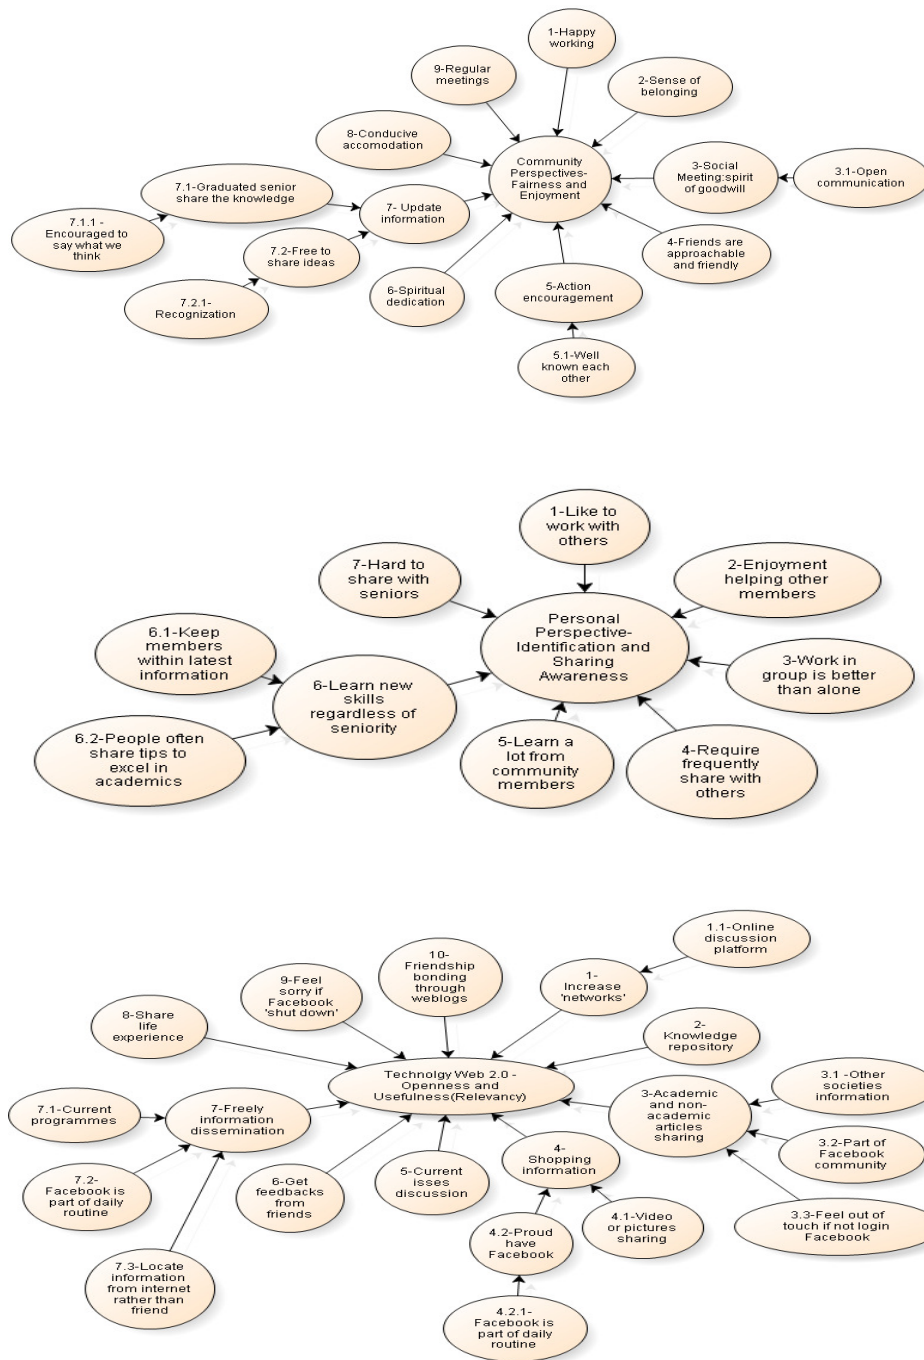 1-Happy
working
9-Regular
meetings
2-Sense of
belonging
8-Conducive
accomodation
Community
Perspectives-
Fairness and
Enjoyment
3-Social
Meeting:spirit
of goodwill
3.1-Open
communication
7.1-Graduated senior
share the knowledge
7- Update
information
7.1.1 -
Encouraged to
say what we
think
7.2-Free to
share ideas
4-Friends are
approachable
and friendly
6-Spiritual
dedication
5-Action
encouragement
7.2.1-
Recognization
5.1-Well
known each
other
1-Like to
work with
others
7-Hard to
share with
seniors
2-Enjoyment
helping other
members
Personal
Perspective-
Identification and
Sharing
Awareness
6.1-Keep
members
within latest
information
3-Work in
group is better
than alone
6-Learn new
skills
regardless of
seniority
6.2-People often
share tips to
excel in
academics
5-Learn a
lot from
community
members
4-Require
frequently
share with
others
1.1-Online
discussion
platform
10-
Friendship
bonding
through
weblogs
9-Feel
sorry if
Facebook
'shut down'
1-
Increase
'networks'
8-Share
life
experience
2-
Knowledge
repository
Technolgy Web 2.0 -
Openness and
Usefulness(Relevancy)
3.1 -Other
societies
information
7.1-Current
programmes
7-Freely
information
dissemination
3-Academic
and non-
academic
articles
sharing
3.2-Part of
Facebook
community
4-
Shopping
information
5-Current
isses
discussion
6-Get
feedbacks
from
friends
7.2-
Facebook is
part of daily
routine
3.3-Feel out of
touch if not login
Facebook
4.1-Video
or pictures
sharing
4.2-Proud
have
Facebook
7.3-Locate
information
from internet
rather than
friend
4.2.1-
Facebook is
part of daily
routine